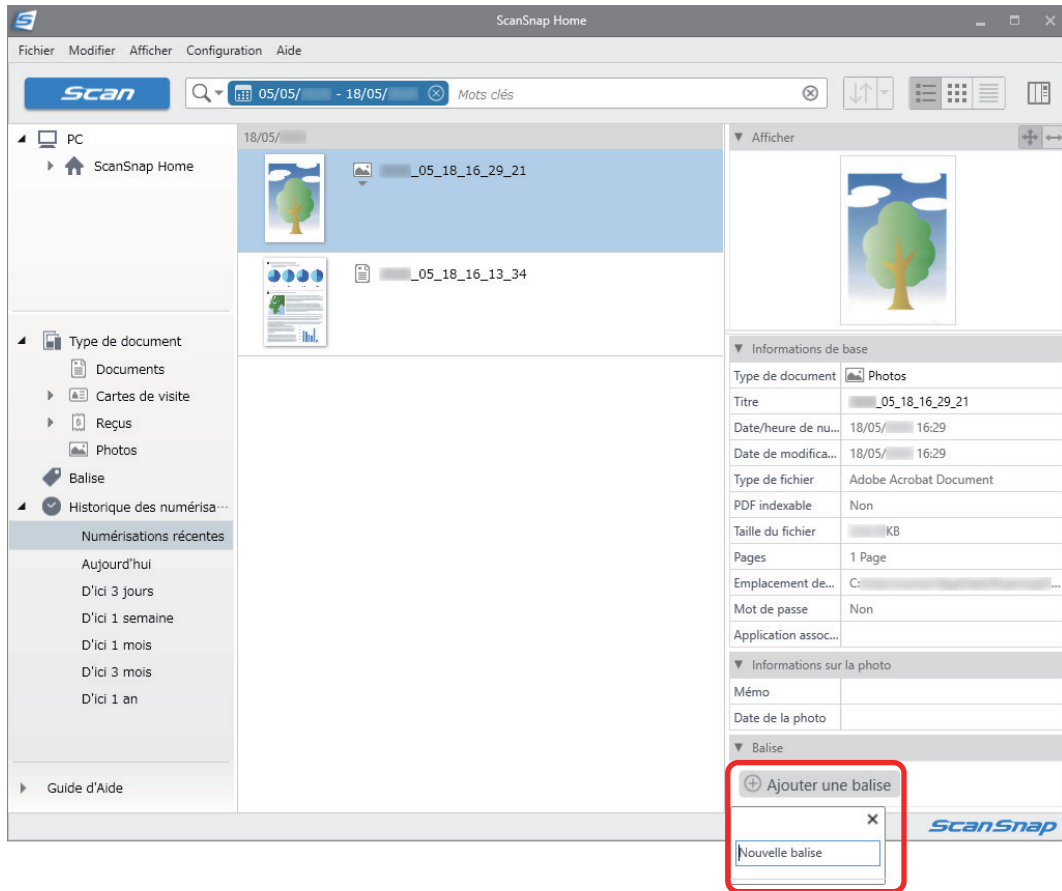 ScanSnap Home
Fichier Modifier Afficher Configuration Aide
Scan
05/05/ - 18/05/
Mots clés
PC
ScanSnap Home
Type de document
Documents
Cartes de visite
Reçus
Photos
Balise
Historique des numérisa...
Numérisations récentes
Aujourd'hui
D'ici 3 jours
D'ici 1 semaine
D'ici 1 mois
D'ici 3 mois
D'ici 1 an
Guide d'Aide
18/05/
_05_18_16_29_21
_05_18_16_13_34
Afficher
Informations de base
Type de document Photos
Titre _05_18_16_29_21
Date/heure de nu... 18/05/ 16:29
Date de modifica... 18/05/ 16:29
Type de fichier Adobe Acrobat Document
PDF indexable Non
Taille du fichier KB
Pages 1 Page
Emplacement de... C: ...
Mot de passe Non
Application assoc...
Informations sur la photo
Mémo
Date de la photo
Balise
Ajouter une balise
Nouvelle balise
ScanSnap